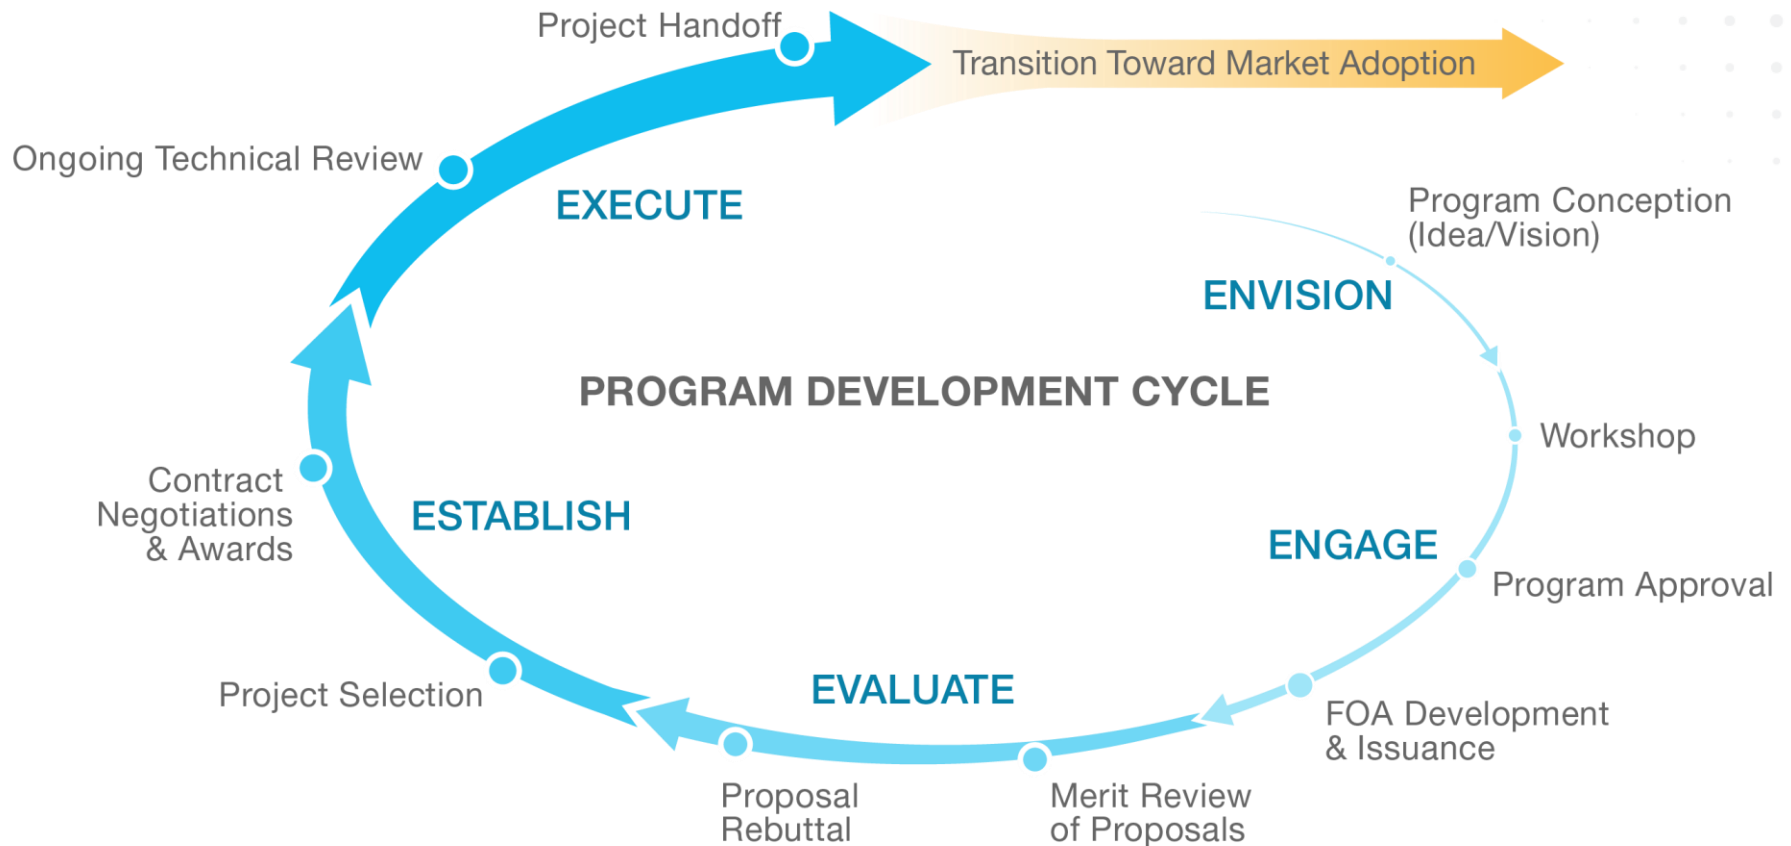 Project Handoff
Transition Toward Market Adoption
Ongoing Technical Review
EXECUTE
Program Conception
(Idea/Vision)
ENVISION
PROGRAM DEVELOPMENT CYCLE
Workshop
Contract
Negotiations
& Awards
ESTABLISH
ENGAGE
Program Approval
EVALUATE
Project Selection
FOA Development
& Issuance
Proposal
Rebuttal
Merit Review
of Proposals